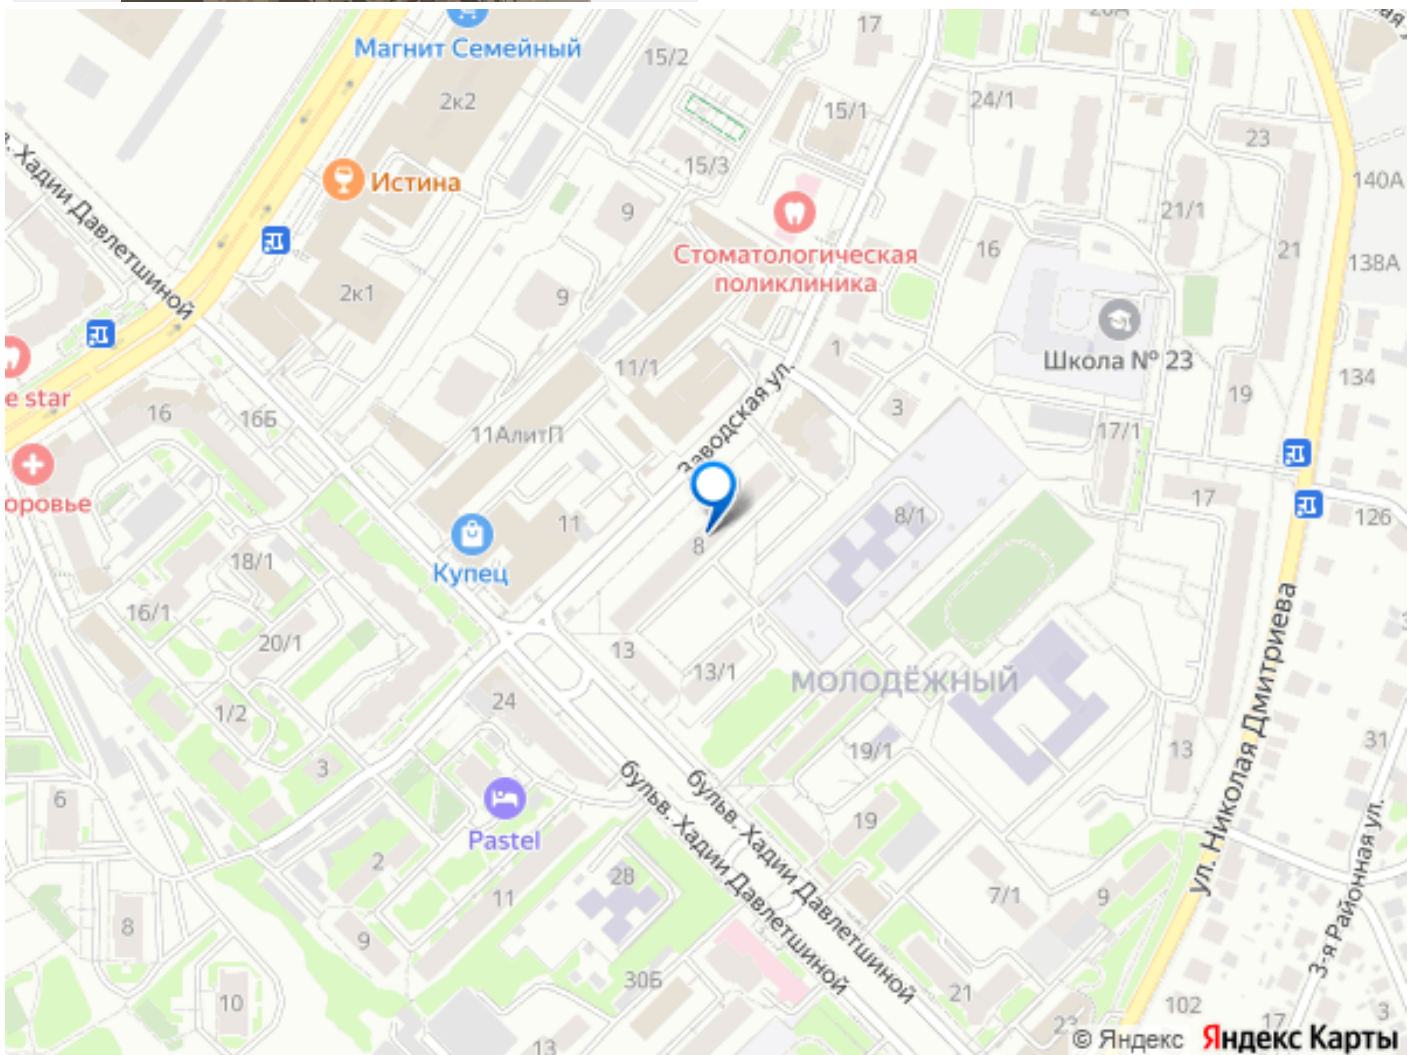 Магнит Семейный
17
15/2
2к2
15/1
24/1
23
15/3
140А
Истина
в. Хадии Давлетшиной
9
21/1
Стоматологическая
поликлиника
16
21
138А
2к1
9
1
Школа № 23
11/1
134
e star
16
16Б
Заводская ул.
3
19
11АлитП
17/1
оровье
17
126
11
8
8/1
Купец
18/1
16/1
20/1
13
13/1
МОЛОДЁЖНЫЙ
24
1/2
19/1
13
31
3
бульв. Хадии Давлетшиной
бульв. Хадии Давлетшиной
ул. Николая Дмитриева
6
Pastel
19
2
28
11
7/1
9
3-я Районная ул.
8
9
30Б
10
21
102
17
3
13
23
© Яндекс Яндекс Карты